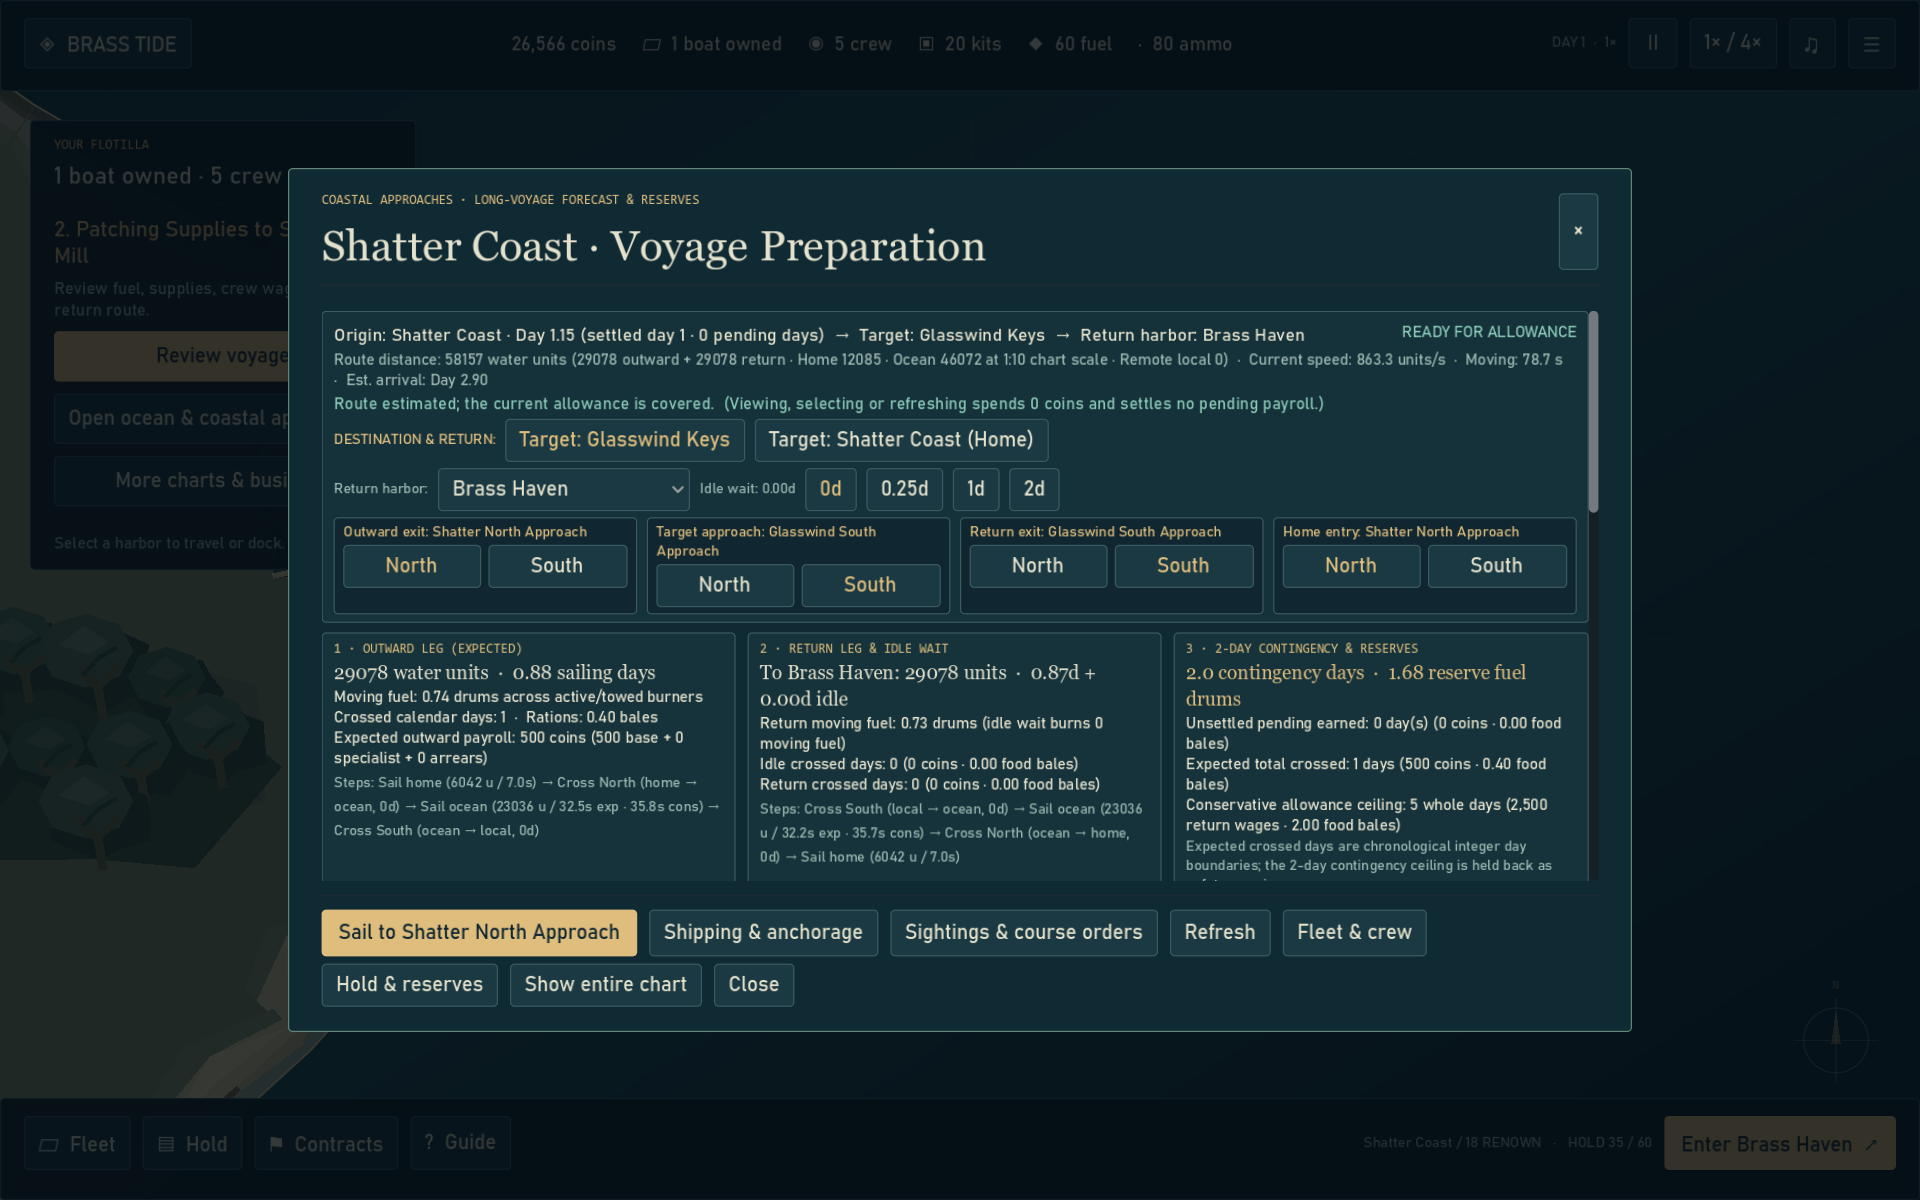 BRASS TIDE
26,566 coins
1 boat owned
5 crew
20 kits
60 fuel
· 80 ammo
DAY 1 · 1×
1× / 4×
YOUR FLOTILLA
1 boat owned · 5 crew
2. Patching Supplies to S
Mill
Review fuel, supplies, crew wag
return route.
Review voyage
Open ocean & coastal ap
More charts & busi
Select a harbor to travel or dock.
COASTAL APPROACHES · LONG-VOYAGE FORECAST & RESERVES
Shatter Coast · Voyage Preparation
×
Origin: Shatter Coast · Day 1.15 (settled day 1 · 0 pending days) → Target: Glasswind Keys → Return harbor: Brass Haven
READY FOR ALLOWANCE
Route distance: 58157 water units (29078 outward + 29078 return · Home 12085 · Ocean 46072 at 1:10 chart scale · Remote local 0) · Current speed: 863.3 units/s · Moving: 78.7 s
· Est. arrival: Day 2.90
Route estimated; the current allowance is covered. (Viewing, selecting or refreshing spends 0 coins and settles no pending payroll.)
DESTINATION & RETURN:
Target: Glasswind Keys
Target: Shatter Coast (Home)
Return harbor:
Brass Haven
Idle wait: 0.00d
0d
0.25d
1d
2d
Outward exit: Shatter North Approach
North
South
Target approach: Glasswind South
Approach
North
South
Return exit: Glasswind South Approach
North
South
Home entry: Shatter North Approach
North
South
1 · OUTWARD LEG (EXPECTED)
29078 water units · 0.88 sailing days
Moving fuel: 0.74 drums across active/towed burners
Crossed calendar days: 1 · Rations: 0.40 bales
Expected outward payroll: 500 coins (500 base + 0
specialist + 0 arrears)
Steps: Sail home (6042 u / 7.0s) → Cross North (home →
ocean, 0d) → Sail ocean (23036 u / 32.5s exp · 35.8s cons) →
Cross South (ocean → local, 0d)
2 · RETURN LEG & IDLE WAIT
To Brass Haven: 29078 units · 0.87d +
0.00d idle
Return moving fuel: 0.73 drums (idle wait burns 0
moving fuel)
Idle crossed days: 0 (0 coins · 0.00 food bales)
Return crossed days: 0 (0 coins · 0.00 food bales)
Steps: Cross South (local → ocean, 0d) → Sail ocean (23036
u / 32.2s exp · 35.7s cons) → Cross North (ocean → home,
0d) → Sail home (6042 u / 7.0s)
3 · 2-DAY CONTINGENCY & RESERVES
2.0 contingency days · 1.68 reserve fuel
drums
Unsettled pending earned: 0 day(s) (0 coins · 0.00 food
bales)
Expected total crossed: 1 days (500 coins · 0.40 food
bales)
Conservative allowance ceiling: 5 whole days (2,500
return wages · 2.00 food bales)
Expected crossed days are chronological integer day
boundaries; the 2-day contingency ceiling is held back as
Sail to Shatter North Approach
Shipping & anchorage
Sightings & course orders
Refresh
Fleet & crew
Hold & reserves
Show entire chart
Close
N
Fleet
Hold
Contracts
? Guide
Shatter Coast / 18 RENOWN · HOLD 35 / 60
Enter Brass Haven ↗